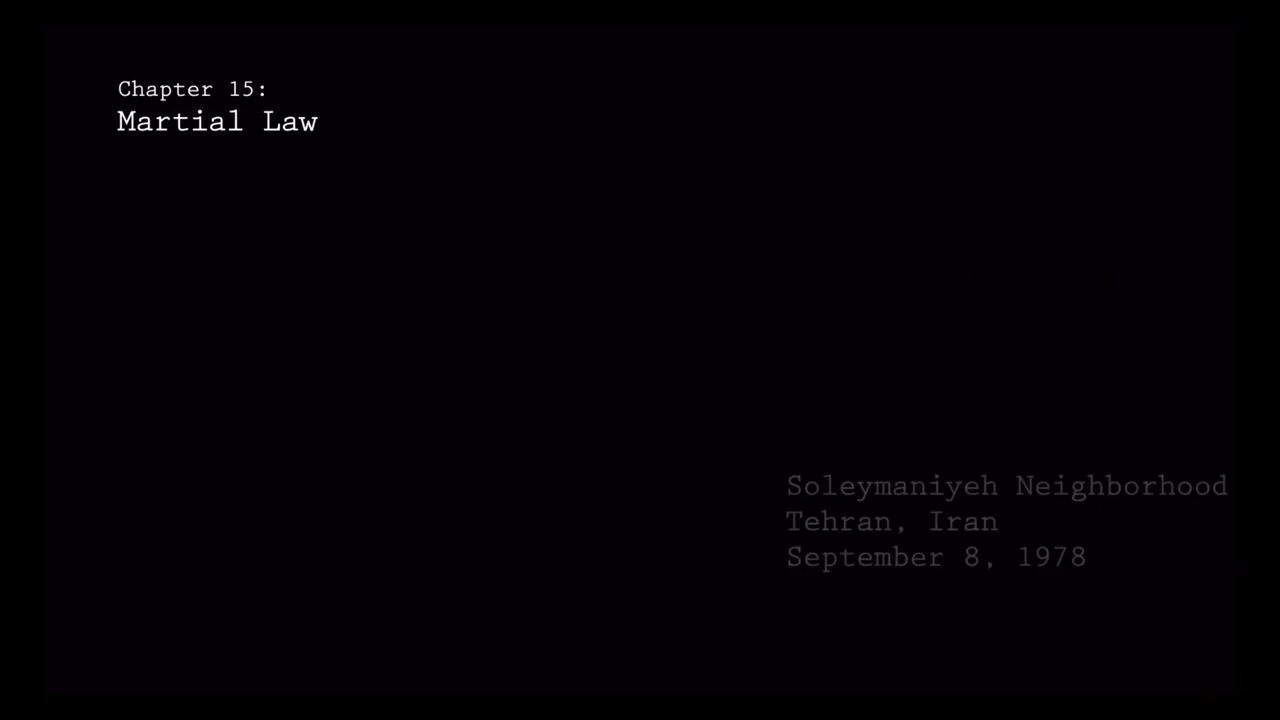 Chapter 15:
Martial Law
Soleymaniyeh Neighborhood
Tehran, Iran
September 8, 1978